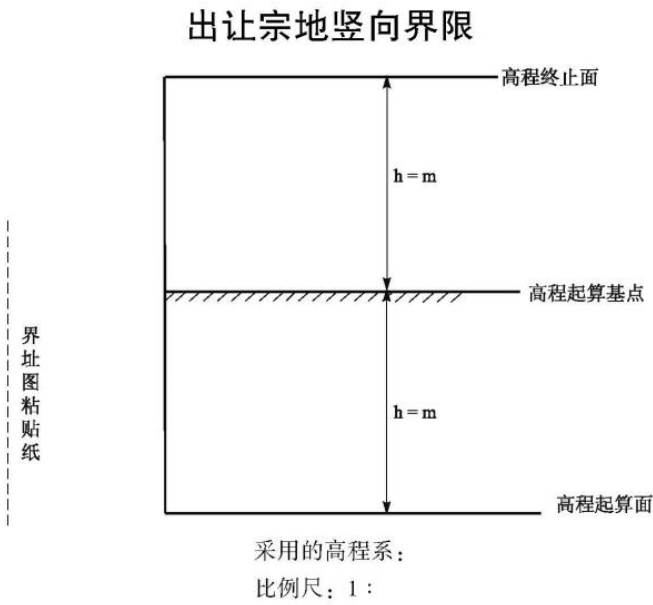 出让宗地竖向界限
高程终止面
h=m
高程起算基点
界址图粘贴纸
h=m
高程起算面
采用的高程系:
比例尺: 1: